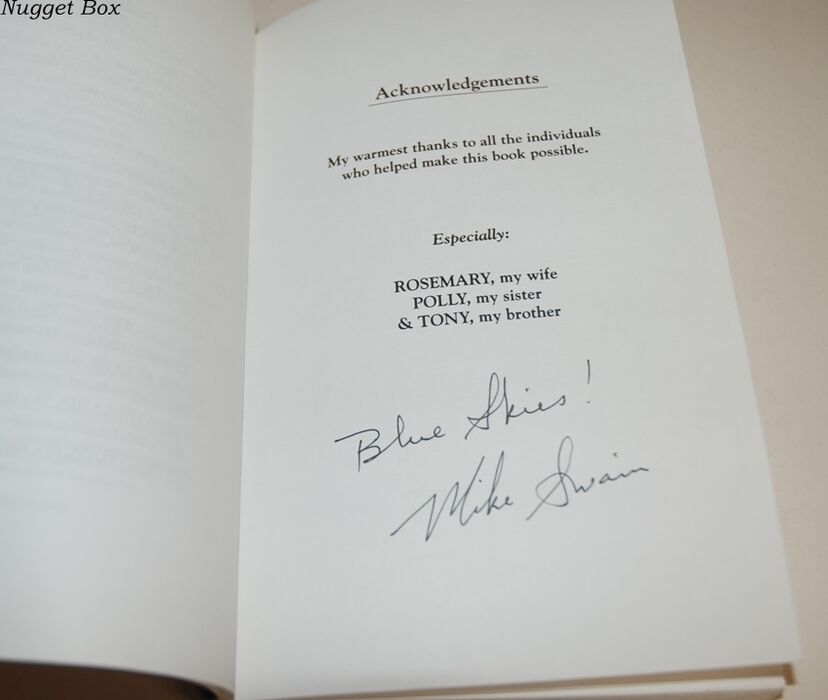 Nugget Box
Acknowledgements
My warmest thanks to all the individuals
who helped make this book possible.
Especially:
ROSEMARY, my wife
POLLY, my sister
& TONY, my brother
Blue Skies!
Mike Swain